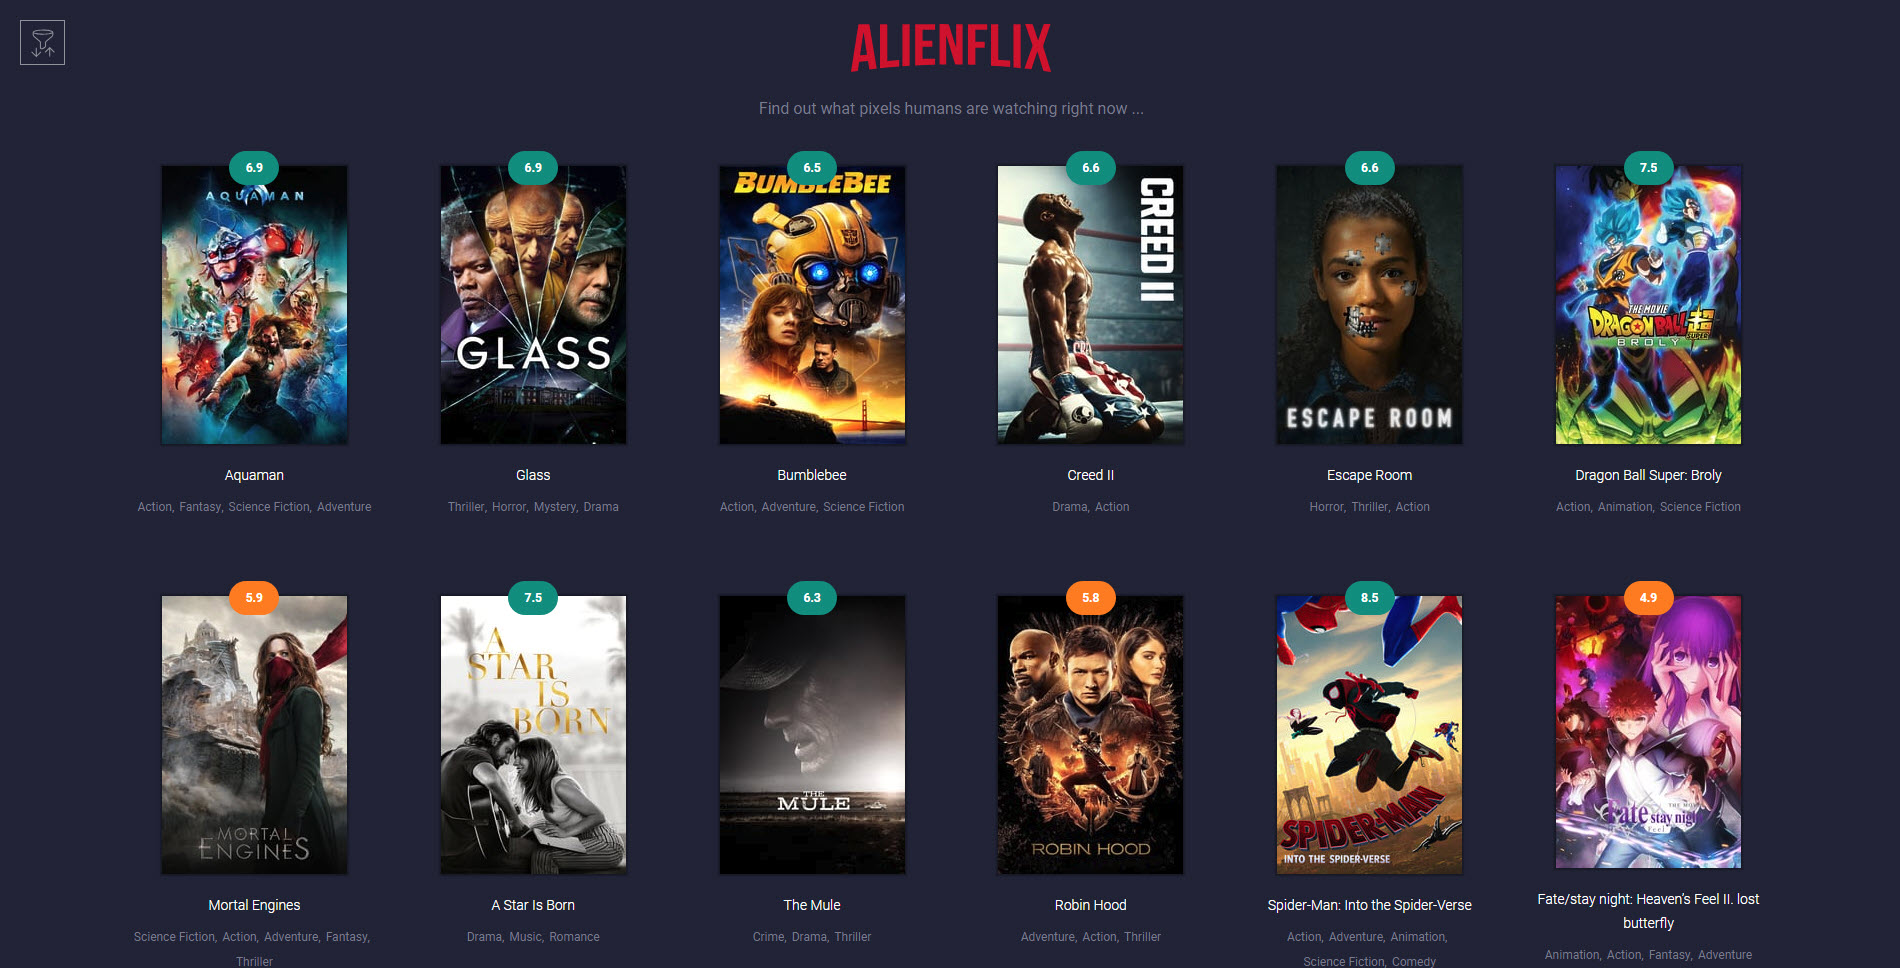 ALIENFLIX
Find out what pixels humans are watching right now ...
6.9
6.9
6.5
6.6
6.6
7.5
AQUAMAN
GLASS
BUMBLEBEE
CREED II
ESCAPE ROOM
THE MOVIE
DRAGON BALL 超
SUPER
BROLY
Aquaman
Glass
Bumblebee
Creed II
Escape Room
Dragon Ball Super: Broly
Action, Fantasy, Science Fiction, Adventure
Thriller, Horror, Mystery, Drama
Action, Adventure, Science Fiction
Drama, Action
Horror, Thriller, Action
Action, Animation, Science Fiction
5.9
7.5
6.3
5.8
8.5
4.9
MORTAL
ENGINES
A
STAR
IS
BORN
THE
MULE
ROBIN HOOD
SPIDER-MAN
INTO THE SPIDER-VERSE
THE MOVIE
Fate stay night
Feel
Mortal Engines
A Star Is Born
The Mule
Robin Hood
Spider-Man: Into the Spider-Verse
Fate/stay night: Heaven’s Feel II. lost
butterfly
Science Fiction, Action, Adventure, Fantasy,
Thriller
Drama, Music, Romance
Crime, Drama, Thriller
Adventure, Action, Thriller
Action, Adventure, Animation,
Science Fiction, Comedy
Animation, Action, Fantasy, Adventure